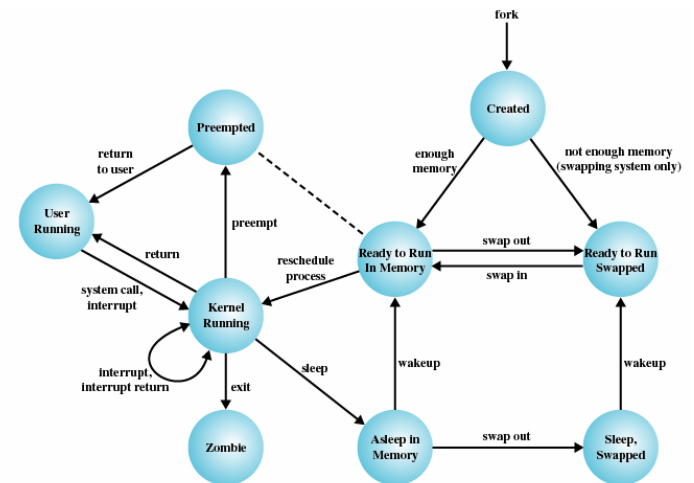 fork
Created
Preempted
enough
memory
not enough memory
(swapping system only)
return
to user
User
Running
preempt
return
reschedule
process
Ready to Run
In Memory
swap out
swap in
Ready to Run
Swapped
system call,
interrupt
Kernel
Running
interrupt,
interrupt return
sleep
wakeup
wakeup
exit
Zombie
Asleep in
Memory
swap out
Sleep,
Swapped